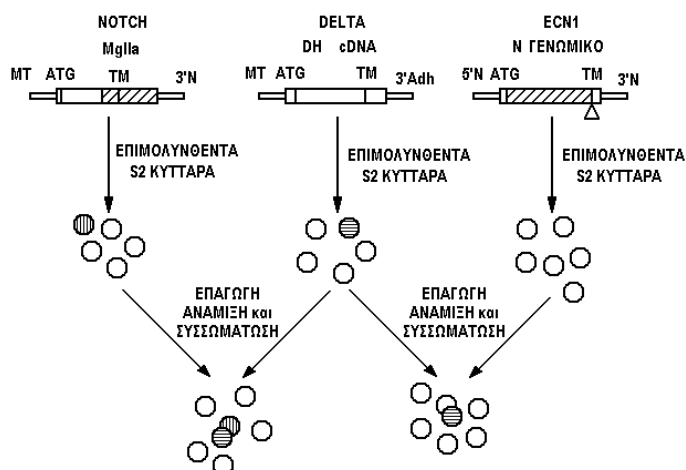 NOTCH
MgIIa
MT ATG TM 3'N
DELTA
DH cDNA
MT ATG TM 3'Adh
ECN1
N ΓΕΝΩΜΙΚΟ
5'N ATG TM 3'N
ΕΠΙΜΟΛΥΝΘΕΝΤΑ
S2 ΚΥΤΤΑΡΑ
ΕΠΙΜΟΛΥΝΘΕΝΤΑ
S2 ΚΥΤΤΑΡΑ
ΕΠΙΜΟΛΥΝΘΕΝΤΑ
S2 ΚΥΤΤΑΡΑ
ΕΠΑΓΩΓΗ
ΑΝΑΜΙΞΗ και
ΣΥΣΣΩΜΑΤΩΣΗ
ΕΠΑΓΩΓΗ
ΑΝΑΜΙΞΗ και
ΣΥΣΣΩΜΑΤΩΣΗ